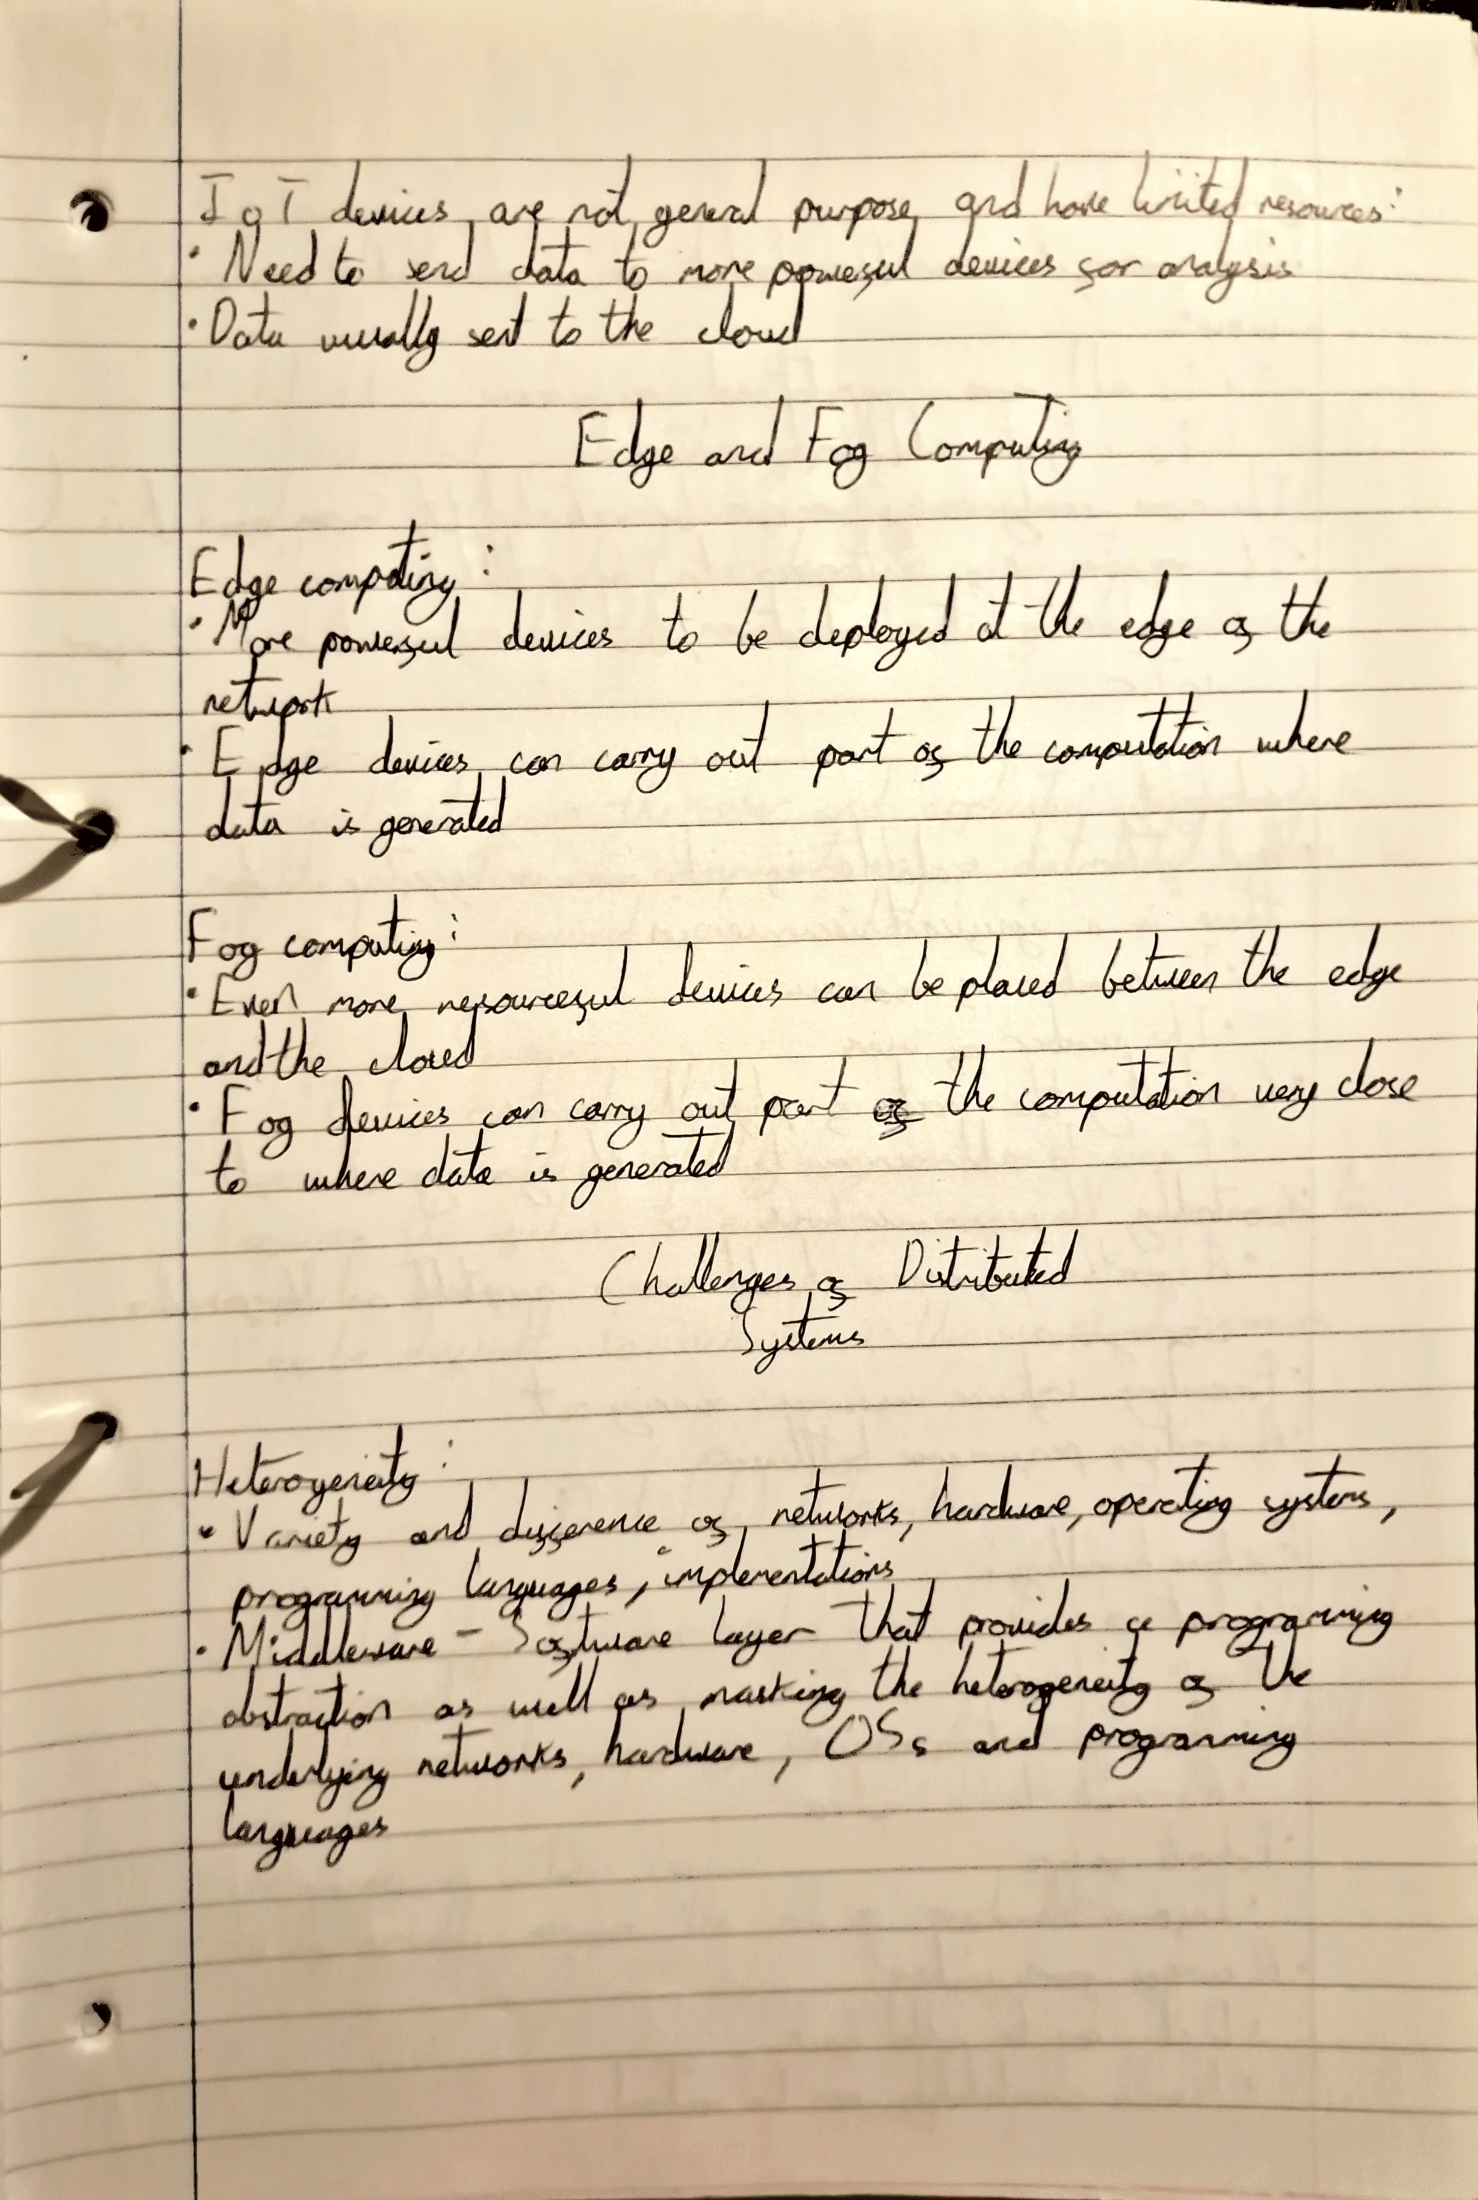 IoT devices are not general purpose and have limited resources:
• Need to send data to more powerful devices for analysis
• Data usually sent to the cloud
Edge and Fog Computing
Edge computing:
• More powerful devices to be deployed at the edge of the
network
• Edge devices can carry out part of the computation where
data is generated
Fog computing:
• Even more resourceful devices can be placed between the edge
and the cloud
• Fog devices can carry out part of the computation very close
to where data is generated
Challenges of Distributed
Systems
Heterogeneity:
• Variety and difference of networks, hardware, operating systems,
programming languages, implementations
• Middleware - Software layer that provides a programming
abstraction as well as masking the heterogeneity of the
underlying networks, hardware, OSs and programming
languages